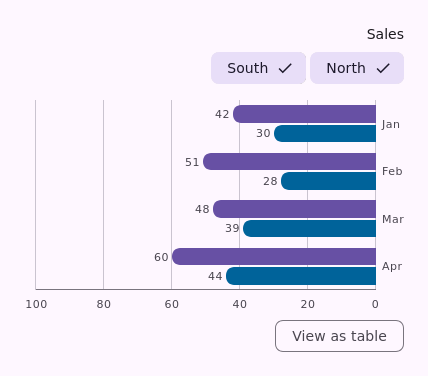 Sales
South North
42
Jan
30
51
Feb
28
48
Mar
39
60
Apr
44
100 80 60 40 20 0
View as table